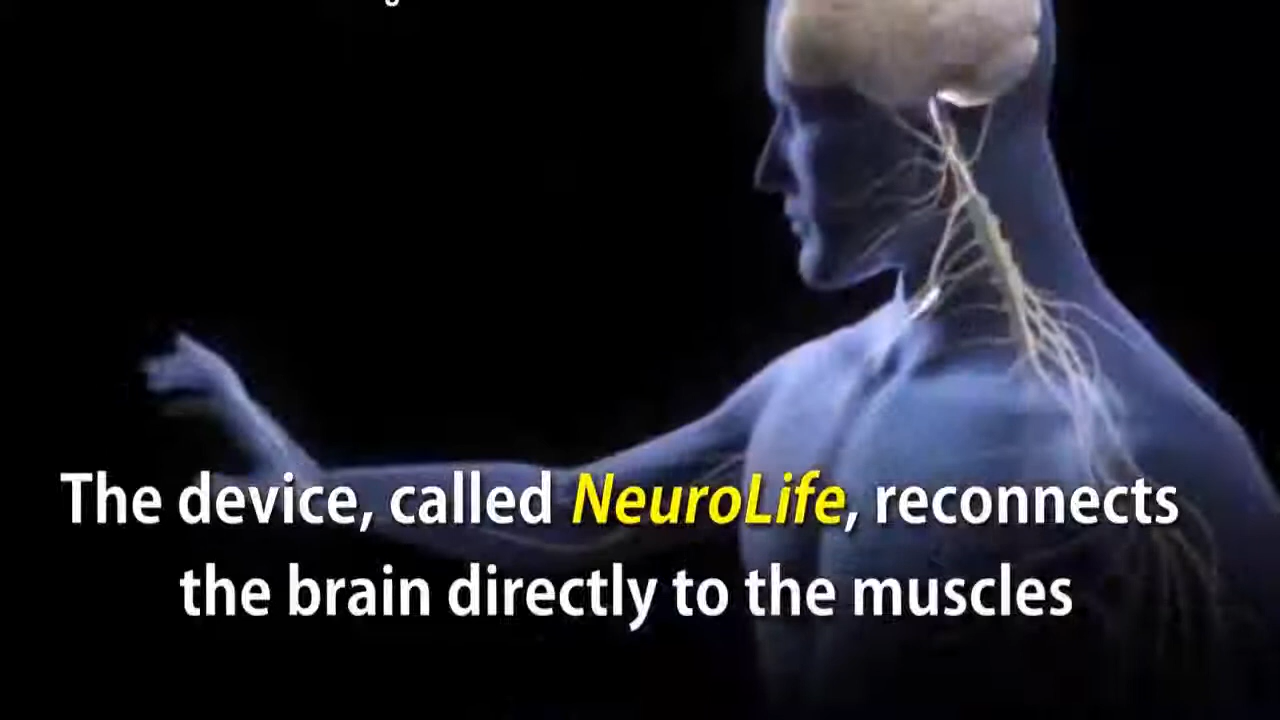 The device, called NeuroLife, reconnects
the brain directly to the muscles